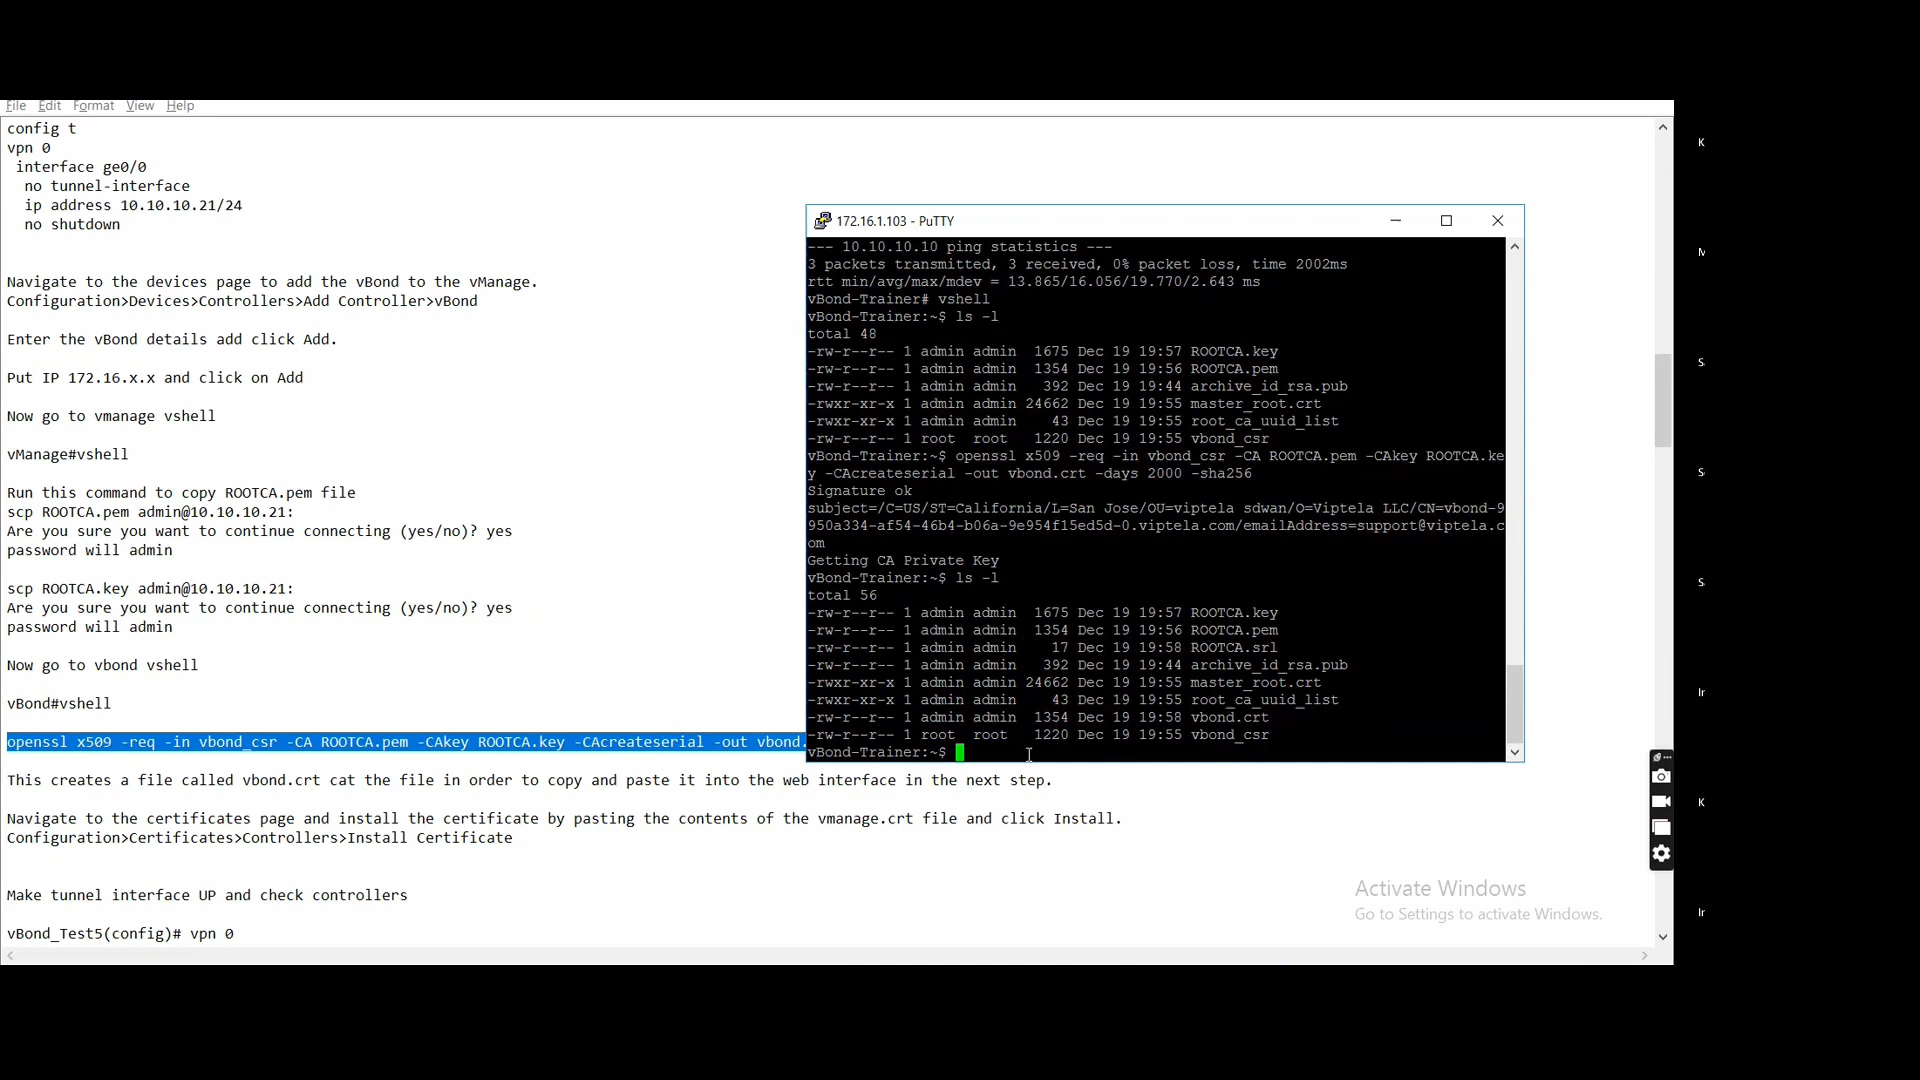 File Edit Format View Help
config t
vpn 0
interface ge0/0
no tunnel-interface
ip address 10.10.10.21/24
no shutdown
Navigate to the devices page to add the vBond to the vManage.
Configuration>Devices>Controllers>Add Controller>vBond
Enter the vBond details add click Add.
Put IP 172.16.x.x and click on Add
Now go to vmanage vshell
vManage#vshell
Run this command to copy ROOTCA.pem file
scp ROOTCA.pem admin@10.10.10.21:
Are you sure you want to continue connecting (yes/no)? yes
password will admin
scp ROOTCA.key admin@10.10.10.21:
Are you sure you want to continue connecting (yes/no)? yes
password will admin
Now go to vbond vshell
vBond#vshell
openssl x509 -req -in vbond_csr -CA ROOTCA.pem -CAkey ROOTCA.key -CAcreateserial -out vbond.
This creates a file called vbond.crt cat the file in order to copy and paste it into the web interface in the next step.
Navigate to the certificates page and install the certificate by pasting the contents of the vmanage.crt file and click Install.
Configuration>Certificates>Controllers>Install Certificate
Make tunnel interface UP and check controllers
vBond_Test5(config)# vpn 0
172.16.1.103 - PuTTY
--- 10.10.10.10 ping statistics ---
3 packets transmitted, 3 received, 0% packet loss, time 2002ms
rtt min/avg/max/mdev = 13.865/16.056/19.770/2.643 ms
vBond-Trainer# vshell
vBond-Trainer:~$ ls -l
total 48
-rw-r--r-- 1 admin admin 1675 Dec 19 19:57 ROOTCA.key
-rw-r--r-- 1 admin admin 1354 Dec 19 19:56 ROOTCA.pem
-rw-r--r-- 1 admin admin 392 Dec 19 19:44 archive_id_rsa.pub
-rwxr-xr-x 1 admin admin 24662 Dec 19 19:55 master_root.crt
-rwxr-xr-x 1 admin admin 43 Dec 19 19:55 root_ca_uuid_list
-rw-r--r-- 1 root root 1220 Dec 19 19:55 vbond_csr
vBond-Trainer:~$ openssl x509 -req -in vbond_csr -CA ROOTCA.pem -CAkey ROOTCA.ke
y -CAcreateserial -out vbond.crt -days 2000 -sha256
Signature ok
subject=/C=US/ST=California/L=San Jose/OU=viptela sdwan/O=Viptela LLC/CN=vbond-9
950a334-af54-46b4-b06a-9e954f15ed5d-0.viptela.com/emailAddress=support@viptela.c
om
Getting CA Private Key
vBond-Trainer:~$ ls -l
total 56
-rw-r--r-- 1 admin admin 1675 Dec 19 19:57 ROOTCA.key
-rw-r--r-- 1 admin admin 1354 Dec 19 19:56 ROOTCA.pem
-rw-r--r-- 1 admin admin 17 Dec 19 19:58 ROOTCA.srl
-rw-r--r-- 1 admin admin 392 Dec 19 19:44 archive_id_rsa.pub
-rwxr-xr-x 1 admin admin 24662 Dec 19 19:55 master_root.crt
-rwxr-xr-x 1 admin admin 43 Dec 19 19:55 root_ca_uuid_list
-rw-r--r-- 1 admin admin 1354 Dec 19 19:58 vbond.crt
-rw-r--r-- 1 root root 1220 Dec 19 19:55 vbond_csr
vBond-Trainer:~$
Activate Windows
Go to Settings to activate Windows.
K
S
S
S
Ir
K
Ir